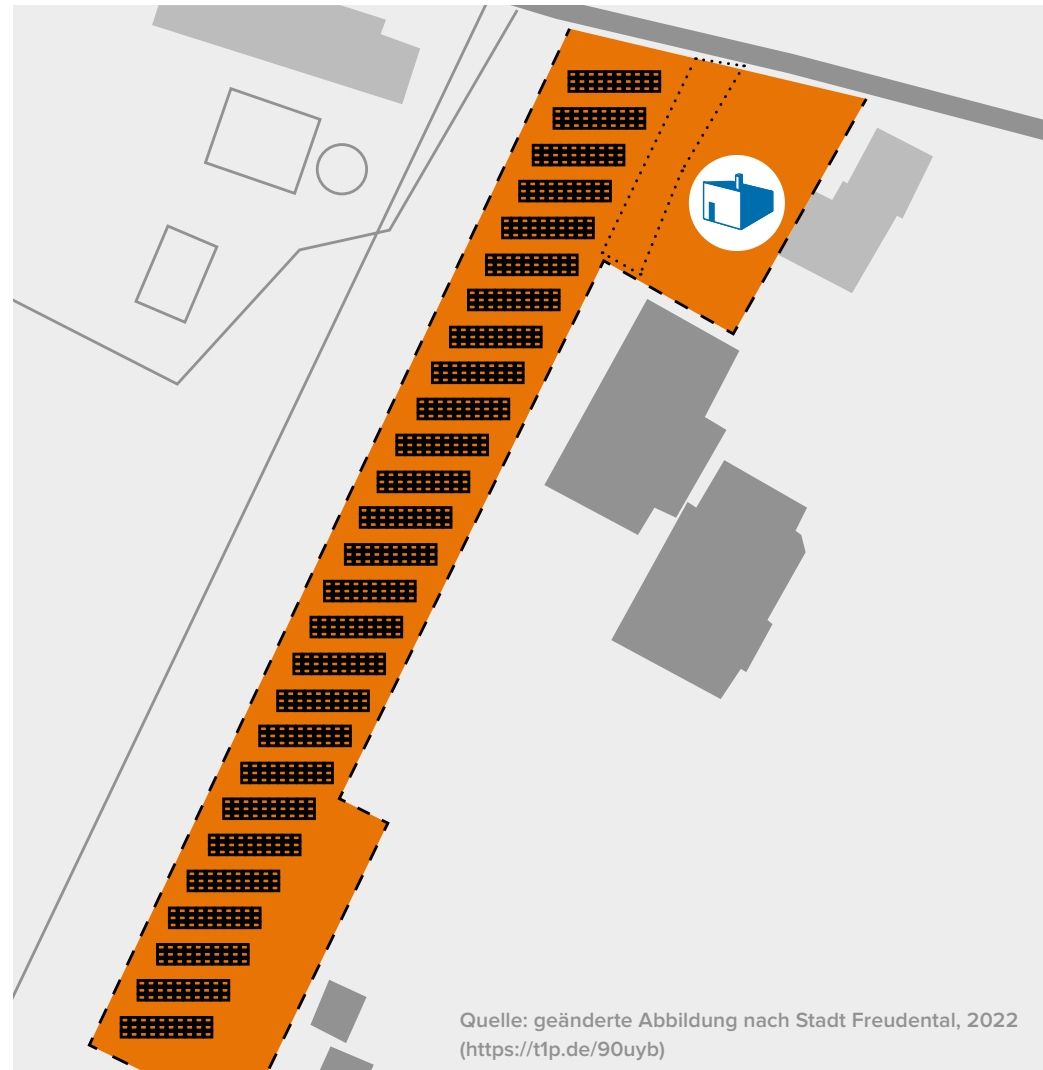 Quelle: geänderte Abbildung nach Stadt Freudental, 2022
(https://t1p.de/90uyb)